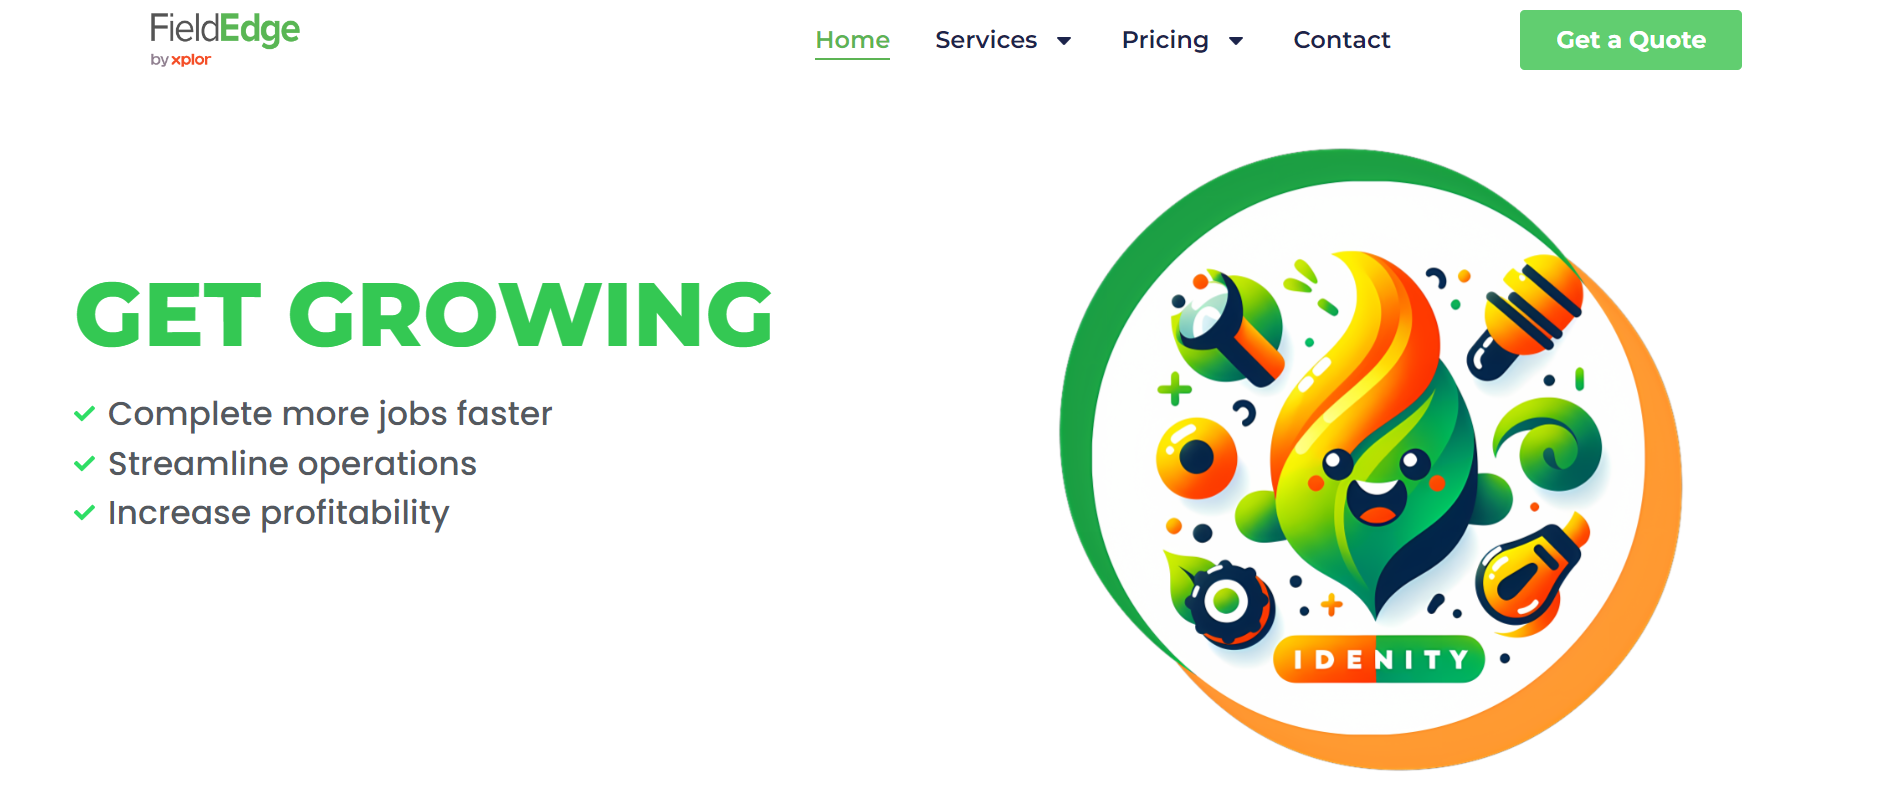 FieldEdge
by xplor
Home
Services
Pricing
Contact
Get a Quote
GET GROWING
Complete more jobs faster
Streamline operations
Increase profitability
IDENITY